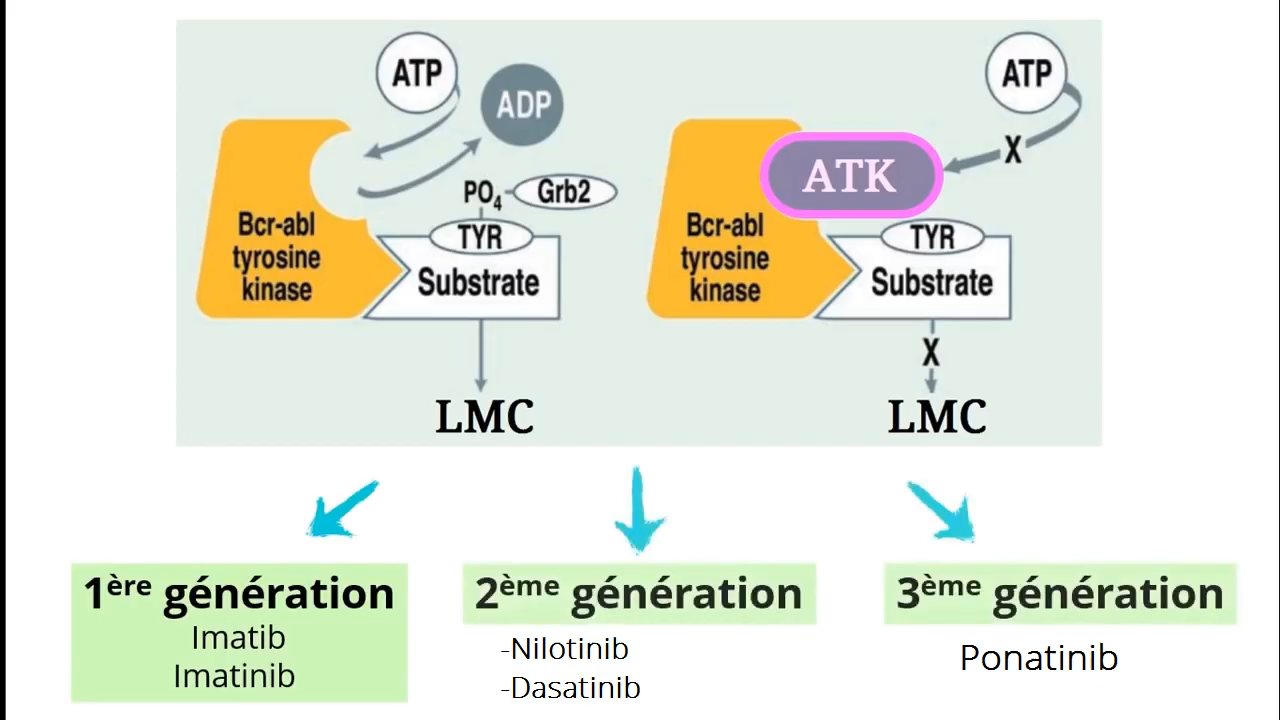 ATP
ADP
PO4
Grb2
TYR
Bcr-abl
tyrosine
kinase
Substrate
LMC
ATP
X
ATK
TYR
Bcr-abl
tyrosine
kinase
Substrate
X
LMC
1ère génération
Imatib
Imatinib
2ème génération
-Nilotinib
-Dasatinib
3ème génération
Ponatinib